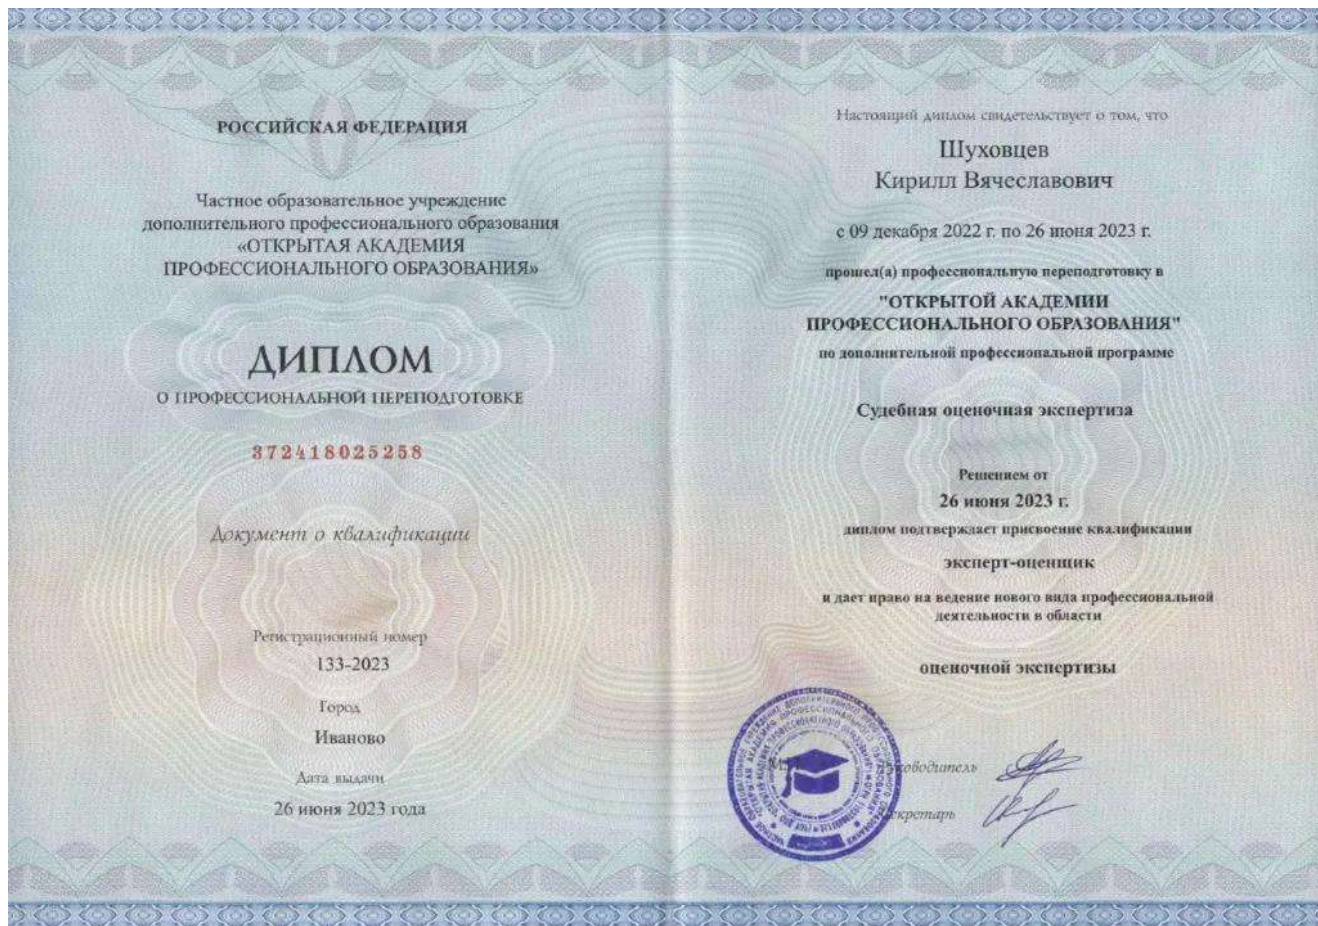 РОССИЙСКАЯ ФЕДЕРАЦИЯ
Частное образовательное учреждение
дополнительного профессионального образования
«ОТКРЫТАЯ АКАДЕМИЯ
ПРОФЕССИОНАЛЬНОГО ОБРАЗОВАНИЯ»
ДИПЛОМ
О ПРОФЕССИОНАЛЬНОЙ ПЕРЕПОДГОТОВКЕ
372418025258
Документ о квалификации
Регистрационный номер
133-2023
Город
Иваново
Дата выдачи
26 июня 2023 года
Настоящий диплом свидетельствует о том, что
Шуховцев
Кирилл Вячеславович
с 09 декабря 2022 г. по 26 июня 2023 г.
прошел(а) профессиональную переподготовку в
"ОТКРЫТОЙ АКАДЕМИИ
ПРОФЕССИОНАЛЬНОГО ОБРАЗОВАНИЯ"
по дополнительной профессиональной программе
Судебная оценочная экспертиза
Решением от
26 июня 2023 г.
диплом подтверждает присвоение квалификации
эксперт-оценщик
и дает право на ведение нового вида профессиональной
деятельности в области
оценочной экспертизы
Руководитель
Секретарь